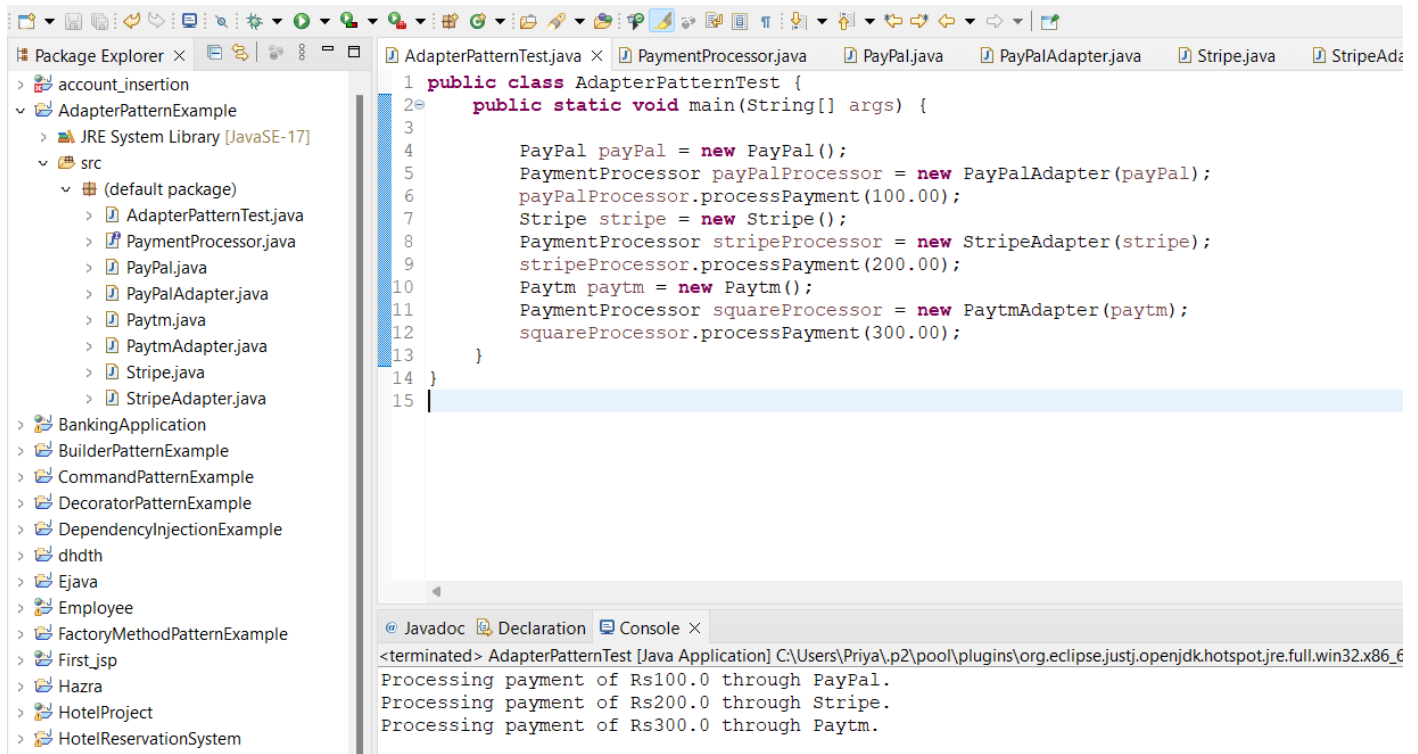 Package Explorer
account_insertion
AdapterPatternExample
JRE System Library [JavaSE-17]
src
(default package)
AdapterPatternTest.java
PaymentProcessor.java
PayPal.java
PayPalAdapter.java
Paytm.java
PaytmAdapter.java
Stripe.java
StripeAdapter.java
BankingApplication
BuilderPatternExample
CommandPatternExample
DecoratorPatternExample
DependencyInjectionExample
dhdth
Ejava
Employee
FactoryMethodPatternExample
First_jsp
Hazra
HotelProject
HotelReservationSystem
AdapterPatternTest.java PaymentProcessor.java PayPal.java PayPalAdapter.java Stripe.java StripeAda
1 public class AdapterPatternTest {
2 public static void main(String[] args) {
3
4 PayPal payPal = new PayPal();
5 PaymentProcessor payPalProcessor = new PayPalAdapter(payPal);
6 payPalProcessor.processPayment(100.00);
7 Stripe stripe = new Stripe();
8 PaymentProcessor stripeProcessor = new StripeAdapter(stripe);
9 stripeProcessor.processPayment(200.00);
10 Paytm paytm = new Paytm();
11 PaymentProcessor squareProcessor = new PaytmAdapter(paytm);
12 squareProcessor.processPayment(300.00);
13 }
14 }
15
@ Javadoc Declaration Console
<terminated> AdapterPatternTest [Java Application] C:\Users\Priya\.p2\pool\plugins\org.eclipse.justj.openjdk.hotspot.jre.full.win32.x86_6
Processing payment of Rs100.0 through PayPal.
Processing payment of Rs200.0 through Stripe.
Processing payment of Rs300.0 through Paytm.